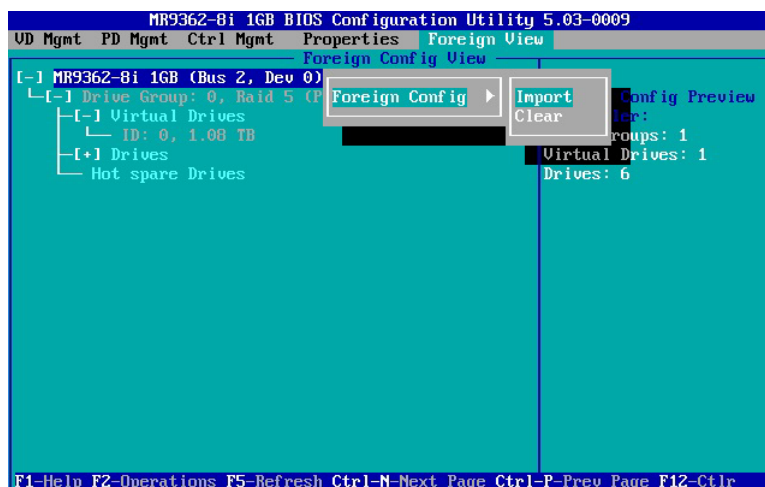 MR9362-8i 1GB BIOS Configuration Utility 5.03-0009
VD Mgmt PD Mgmt Ctrl Mgmt Properties Foreign View
Foreign Config View
[-] MR9362-8i 1GB (Bus 2, Dev 0)
[-] Drive Group: 0, Raid 5 (P
Foreign Config
Import
Clear
Config Preview
ler:
roups: 1
Virtual Drives: 1
Drives: 6
[-] Virtual Drives
ID: 0, 1.08 TB
[+] Drives
Hot spare Drives
F1-Help F2-Operations F5-Refresh Ctrl-N-Next Page Ctrl-P-Prev Page F12-Ctlr